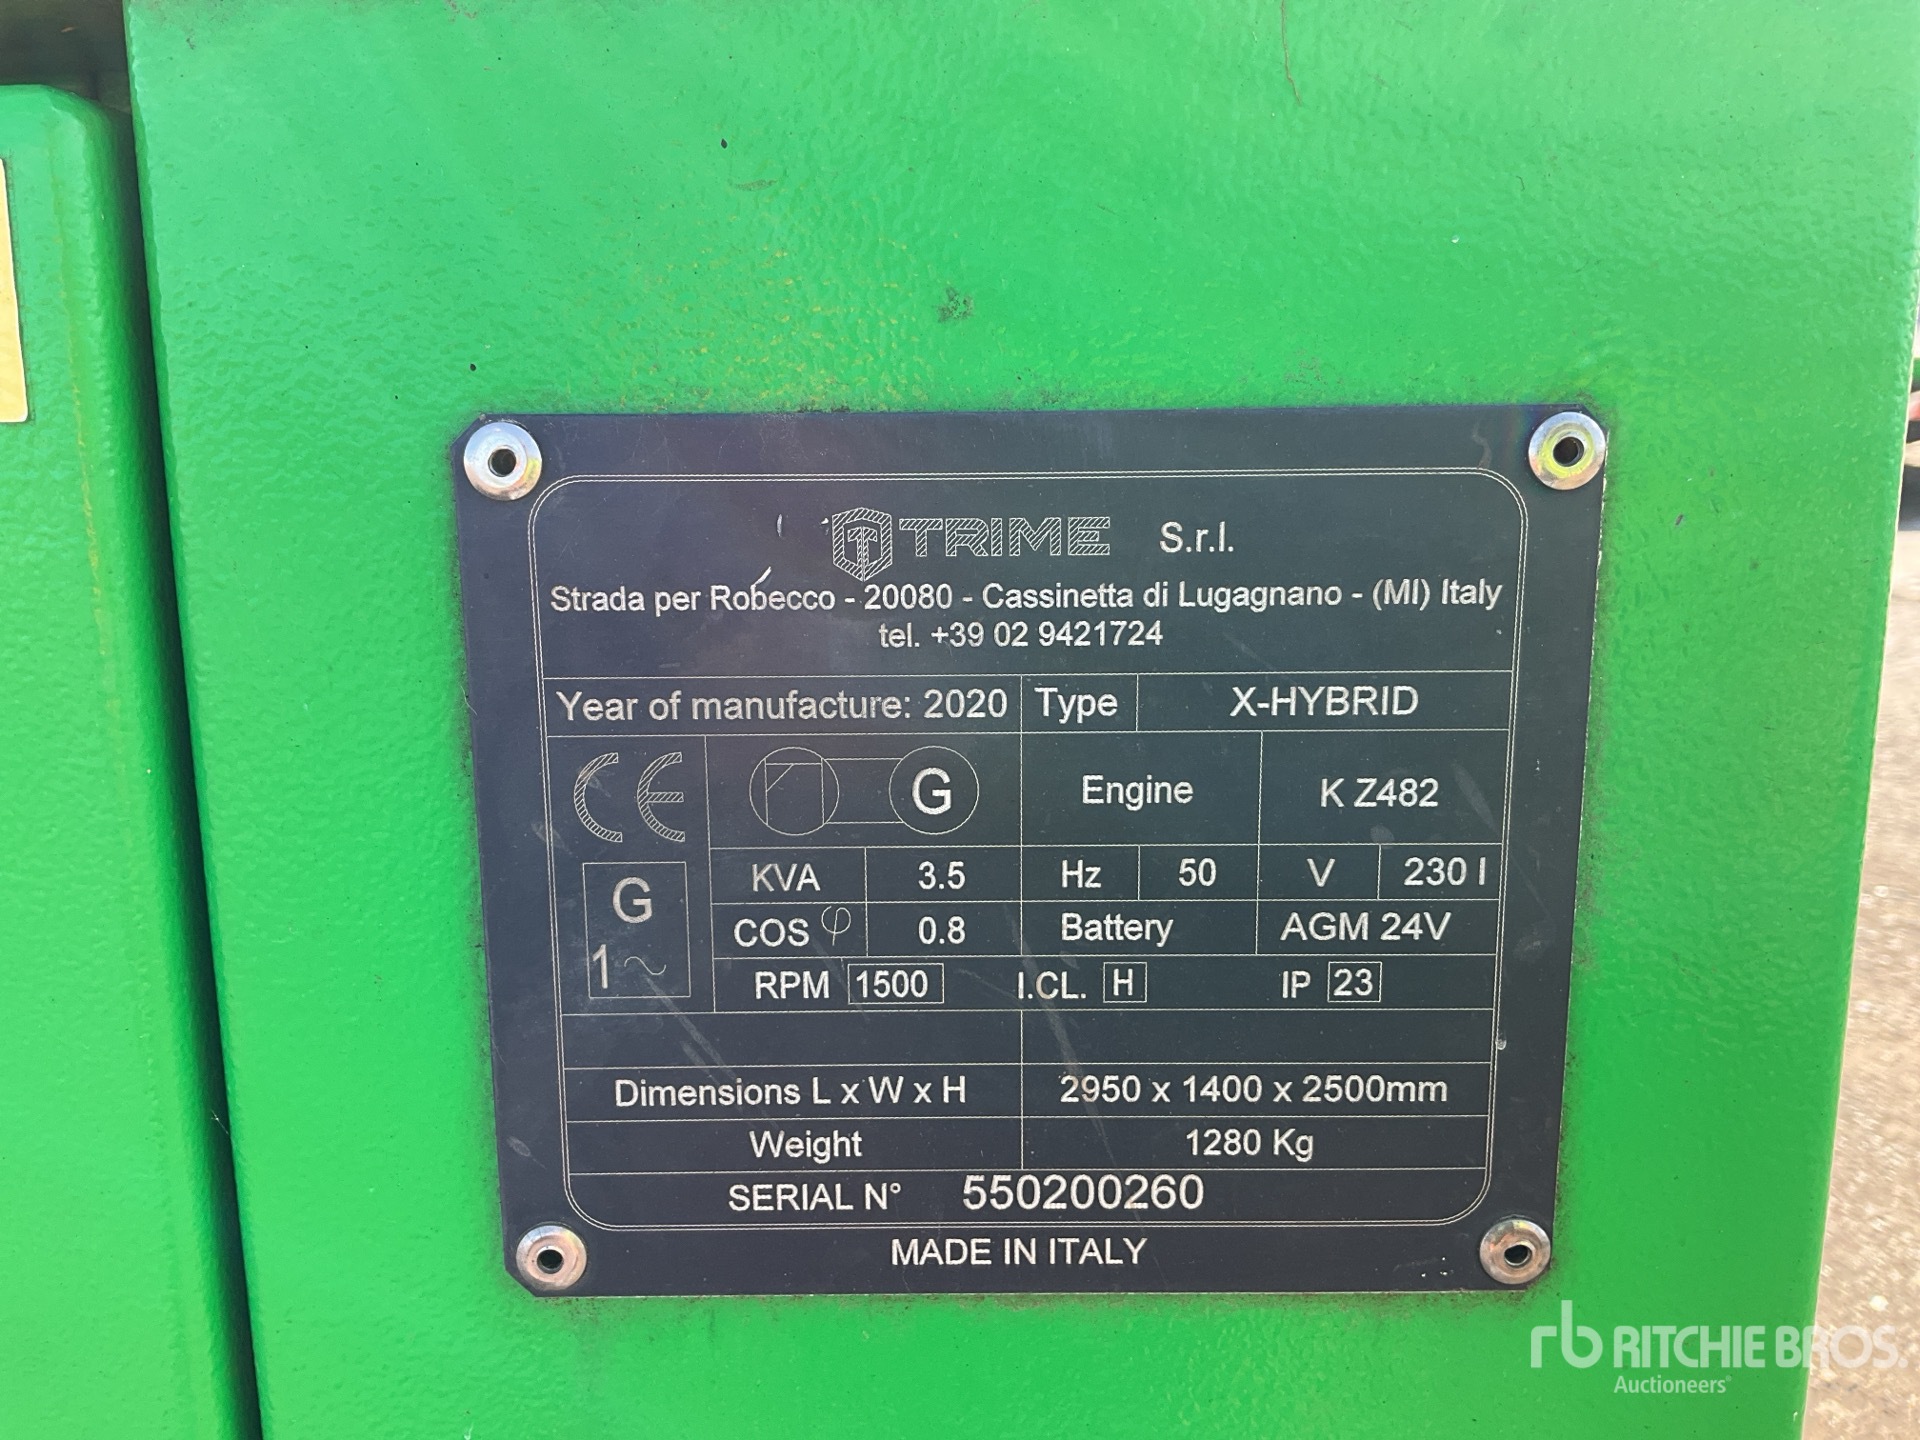 TRIME S.r.l.
Strada per Robecco - 20080 - Cassinetta di Lugagnano - (MI) Italy
tel. +39 02 9421724
Year of manufacture: 2020 Type X-HYBRID
CE G Engine K Z482
KVA 3.5 Hz 50 V 230 I
G
COS φ 0.8 Battery AGM 24V
1~
RPM 1500 I.CL. H IP 23
Dimensions L x W x H 2950 x 1400 x 2500mm
Weight 1280 Kg
SERIAL N° 550200260
MADE IN ITALY
rb RITCHIE BROS.
Auctioneers